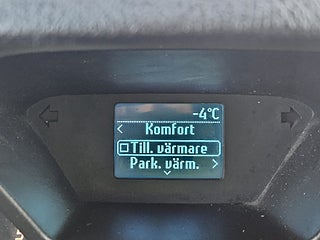 -4°C
Komfort
Till. värmare
Park. värm.